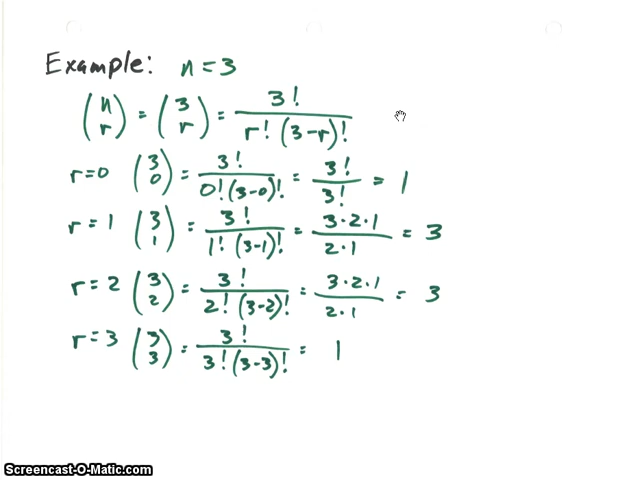 Example: n = 3
(n r) = (3 r) = 3! / r! (3-r)!
r=0 (3 0) = 3! / 0! (3-0)! = 3! / 3! = 1
r = 1 (3 1) = 3! / 1! (3-1)! = 3·2·1 / 2·1 = 3
r = 2 (3 2) = 3! / 2! (3-2)! = 3·2·1 / 2·1 = 3
r = 3 (3 3) = 3! / 3! (3-3)! = 1
Screencast-O-Matic.com